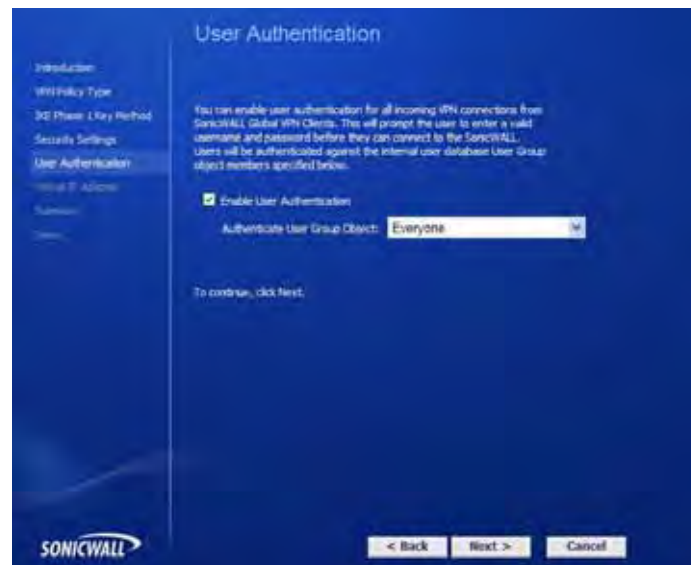 User Authentication
Introduction
VPN Policy Type
IKE Phase 1 Key Method
Security Settings
User Authentication
Virtual IP Adapter
Summary
You can enable user authentication for all incoming VPN connections from
SonicWALL Global VPN Clients. This will prompt the user to enter a valid
username and password before they can connect to the SonicWALL.
Users will be authenticated against the internal user database User Group
object members specified below.
Enable User Authentication
Authenticate User Group Object: Everyone
To continue, click Next.
SONICWALL
< Back
Next >
Cancel